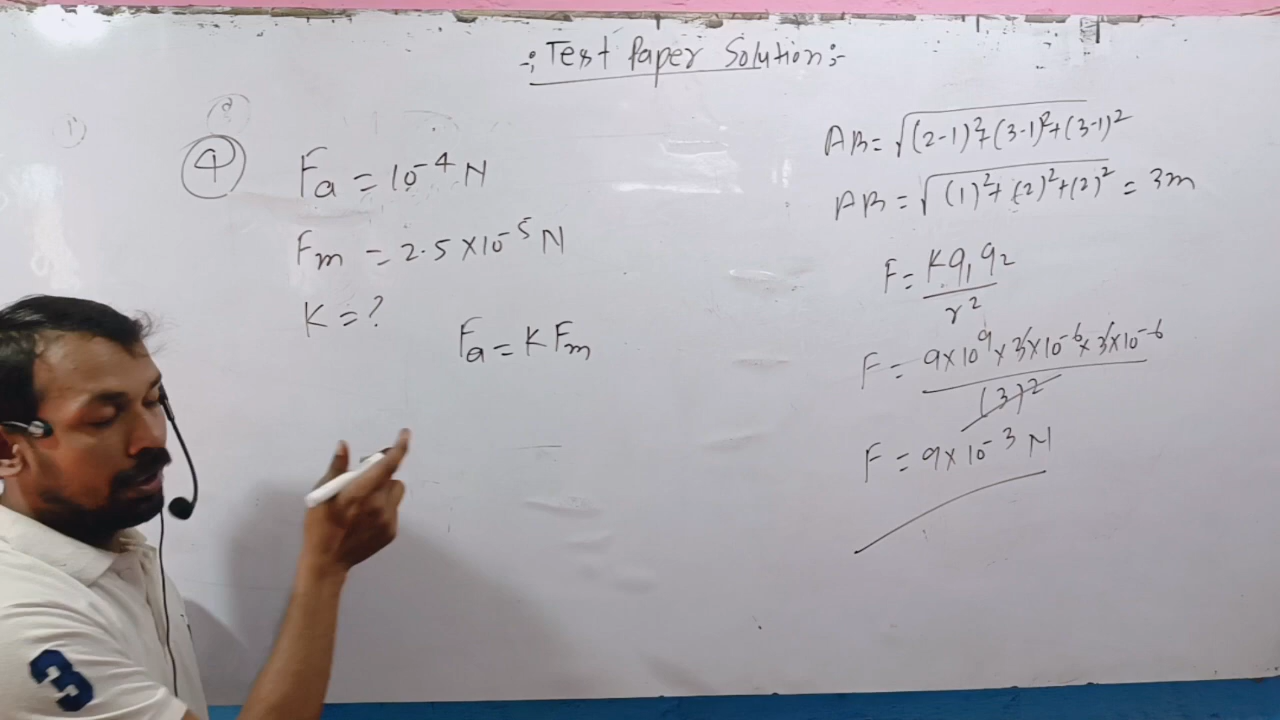 -: Test Paper Solution :-
④ Fₐ = 10⁻⁴ N
Fₘ = 2.5 × 10⁻⁵ N
K = ?
Fₐ = K Fₘ
AB = √(2-1)² + (3-1)² + (3-1)²
AB = √(1)² + (2)² + (2)² = 3m
F = Kq₁q₂ / r²
F = 9×10⁹ × 3×10⁻⁶ × 3×10⁻⁶ / (3)²
F = 9×10⁻³ N
3